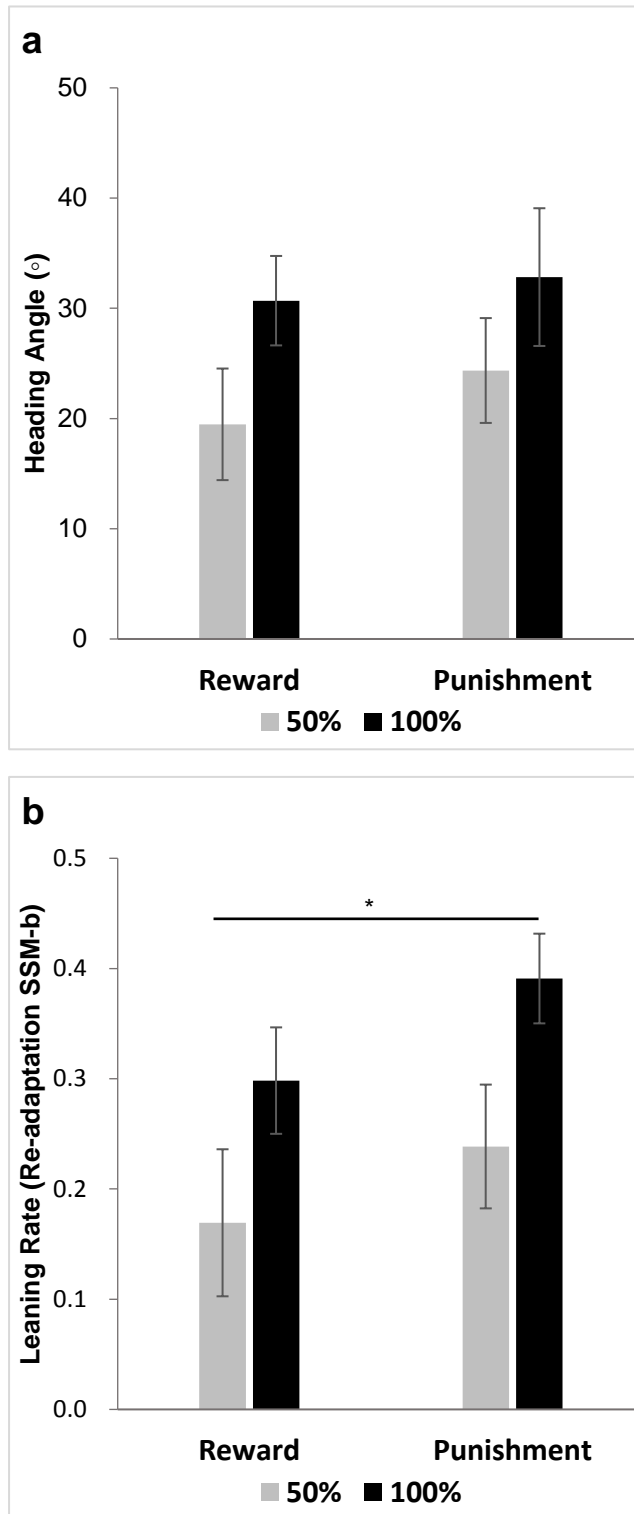 a
50
40
30
20
10
0
Heading Angle (○)
Reward Punishment
50% 100%
b
0.5
0.4
0.3
0.2
0.1
0.0
Leaning Rate (Re-adaptation SSM-b)
*
Reward Punishment
50% 100%